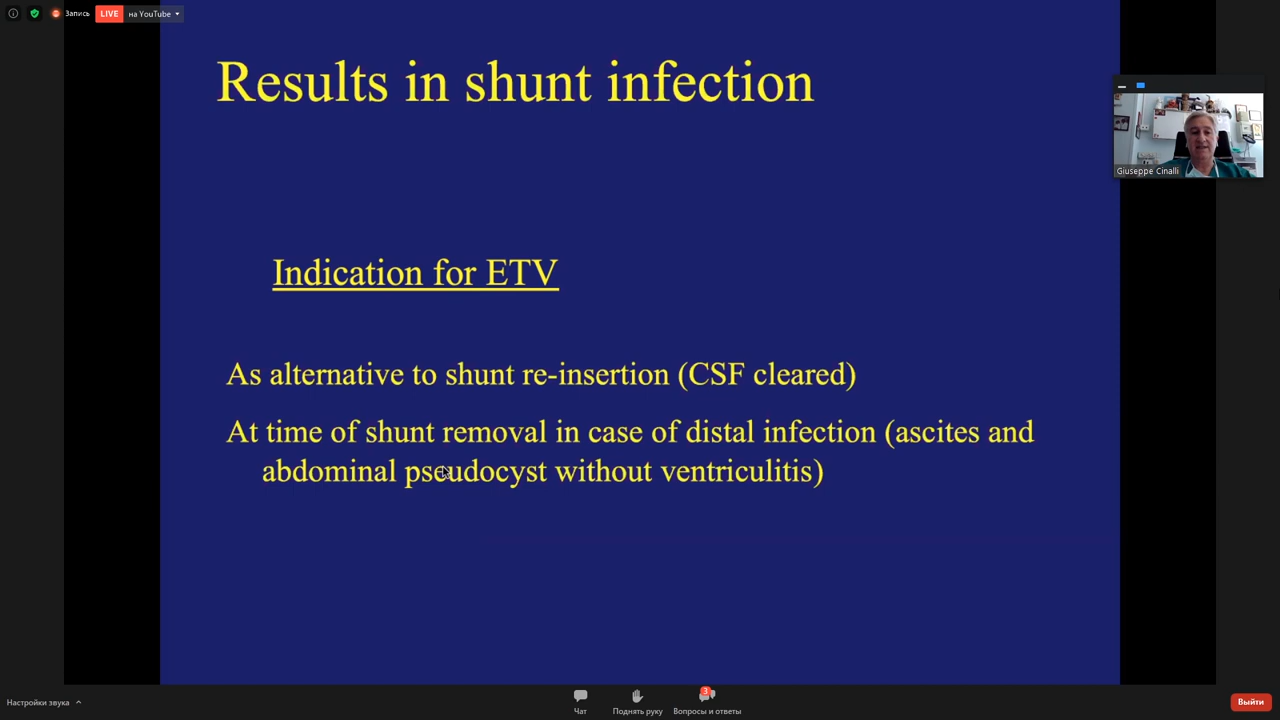 Запись
LIVE
на YouTube
Results in shunt infection
Giuseppe Cinalli
Indication for ETV
As alternative to shunt re-insertion (CSF cleared)
At time of shunt removal in case of distal infection (ascites and
abdominal pseudocyst without ventriculitis)
Настройки звука
Чат
Поднять руку
3
Вопросы и ответы
Выйти